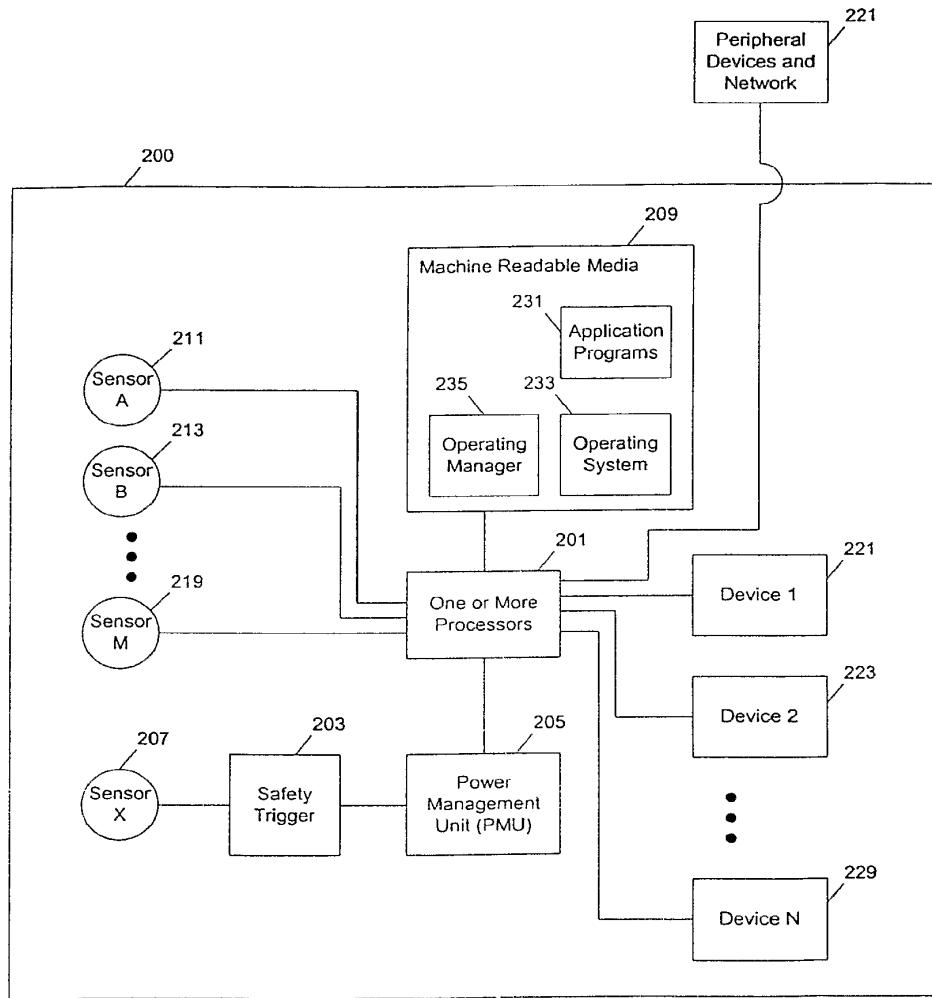 221
Peripheral
Devices and
Network
200
209
Machine Readable Media
231
Application
Programs
211
Sensor
A
235
Operating
Manager
233
Operating
System
213
Sensor
B
201
One or More
Processors
221
Device 1
219
Sensor
M
223
Device 2
207
Sensor
X
203
Safety
Trigger
205
Power
Management
Unit (PMU)
229
Device N